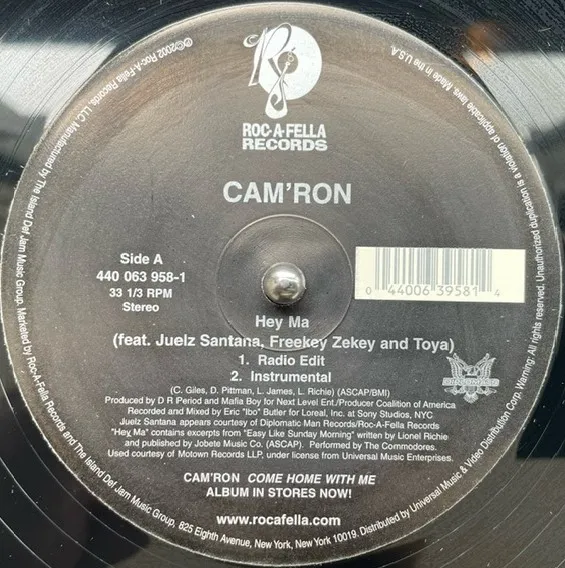 ROC-A-FELLA
RECORDS
CAM'RON
Side A
440 063 958-1
33 1/3 RPM
Stereo
0 44006 39581 4
Hey Ma
(feat. Juelz Santana, Freekey Zekey and Toya)
1. Radio Edit
2. Instrumental
(C. Giles, D. Pittman, L. James, L. Richie) (ASCAP/BMI)
Produced by D R Period and Mafia Boy for Next Level Ent./Producer Coalition of America
Recorded and Mixed by Eric "Ibo" Butler for Loreal, Inc. at Sony Studios, NYC
Juelz Santana appears courtesy of Diplomatic Man Records/Roc-A-Fella Records
"Hey Ma" contains excerpts from "Easy Like Sunday Morning" written by Lionel Richie
and published by Jobete Music Co. (ASCAP). Performed by The Commodores.
Used courtesy of Motown Records LLP, under license from Universal Music Enterprises.
CAM'RON COME HOME WITH ME
ALBUM IN STORES NOW!
www.rocafella.com
℗©2002 Roc-A-Fella Records, LLC. Manufactured by The Island Def Jam Music Group. Marketed by Roc-A-Fella Records and The Island Def Jam Music Group, 825 Eighth Avenue, New York, New York 10019. Distributed by Universal Music & Video Distribution Corp. Warning: All rights reserved. Unauthorized duplication is a violation of applicable laws. Made in the U.S.A.